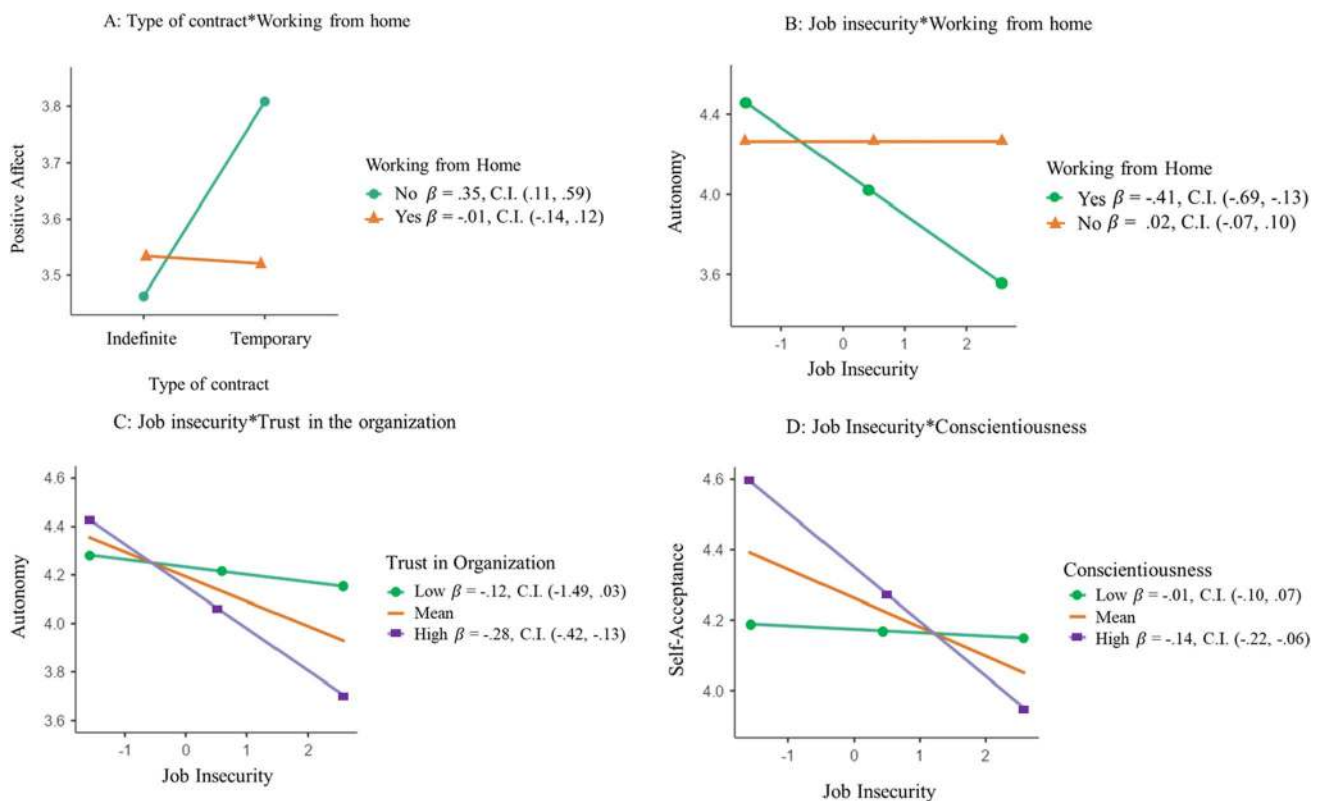 A: Type of contract*Working from home
Positive Affect
3.8
3.7
3.6
3.5
Indefinite
Temporary
Type of contract
Working from Home
No β = .35, C.I. (.11, .59)
Yes β = -.01, C.I. (-.14, .12)
B: Job insecurity*Working from home
Autonomy
4.4
4.0
3.6
-1
0
1
2
Job Insecurity
Working from Home
Yes β = -.41, C.I. (-.69, -.13)
No β = .02, C.I. (-.07, .10)
C: Job insecurity*Trust in the organization
Autonomy
4.6
4.4
4.2
4.0
3.8
3.6
-1
0
1
2
Job Insecurity
Trust in Organization
Low β = -.12, C.I. (-1.49, .03)
Mean
High β = -.28, C.I. (-.42, -.13)
D: Job Insecurity*Conscientiousness
Self-Acceptance
4.6
4.4
4.2
4.0
-1
0
1
2
Job Insecurity
Conscientiousness
Low β = -.01, C.I. (-.10, .07)
Mean
High β = -.14, C.I. (-.22, -.06)